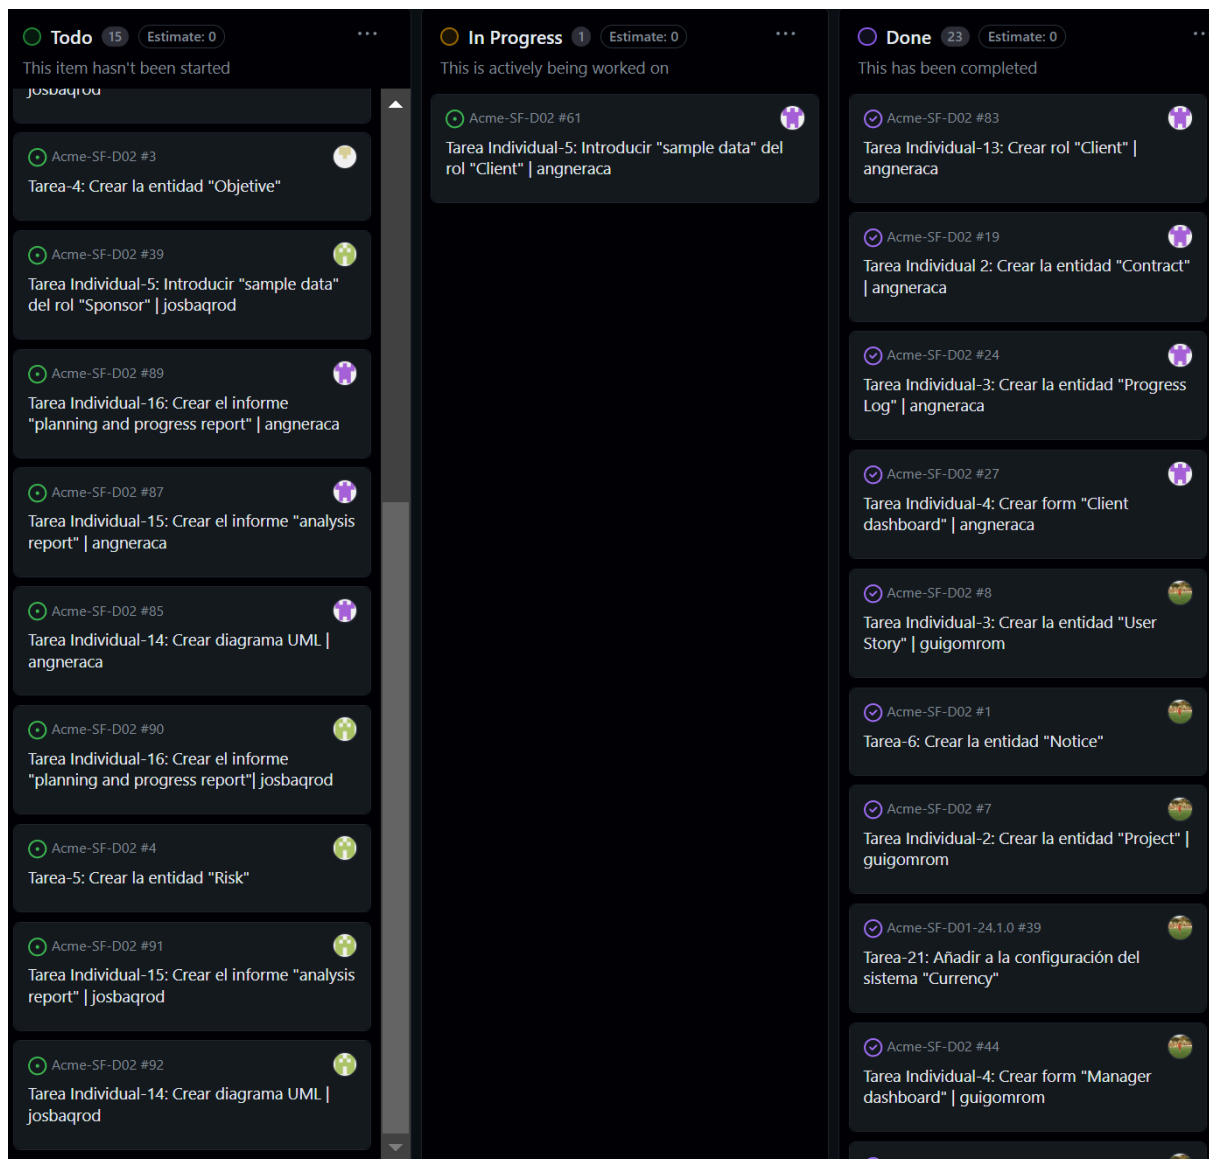 Todo 15 Estimate: 0
This item hasn't been started
josbaqrod
Acme-SF-D02 #3
Tarea-4: Crear la entidad "Objetive"
Acme-SF-D02 #39
Tarea Individual-5: Introducir "sample data"
del rol "Sponsor" | josbaqrod
Acme-SF-D02 #89
Tarea Individual-16: Crear el informe
"planning and progress report" | angneraca
Acme-SF-D02 #87
Tarea Individual-15: Crear el informe "analysis
report" | angneraca
Acme-SF-D02 #85
Tarea Individual-14: Crear diagrama UML |
angneraca
Acme-SF-D02 #90
Tarea Individual-16: Crear el informe
"planning and progress report"| josbaqrod
Acme-SF-D02 #4
Tarea-5: Crear la entidad "Risk"
Acme-SF-D02 #91
Tarea Individual-15: Crear el informe "analysis
report" | josbaqrod
Acme-SF-D02 #92
Tarea Individual-14: Crear diagrama UML |
josbaqrod
In Progress 1 Estimate: 0
This is actively being worked on
Acme-SF-D02 #61
Tarea Individual-5: Introducir "sample data" del
rol "Client" | angneraca
Done 23 Estimate: 0
This has been completed
Acme-SF-D02 #83
Tarea Individual-13: Crear rol "Client" |
angneraca
Acme-SF-D02 #19
Tarea Individual 2: Crear la entidad "Contract"
| angneraca
Acme-SF-D02 #24
Tarea Individual-3: Crear la entidad "Progress
Log" | angneraca
Acme-SF-D02 #27
Tarea Individual-4: Crear form "Client
dashboard" | angneraca
Acme-SF-D02 #8
Tarea Individual-3: Crear la entidad "User
Story" | guigomrom
Acme-SF-D02 #1
Tarea-6: Crear la entidad "Notice"
Acme-SF-D02 #7
Tarea Individual-2: Crear la entidad "Project" |
guigomrom
Acme-SF-D01-24.1.0 #39
Tarea-21: Añadir a la configuración del
sistema "Currency"
Acme-SF-D02 #44
Tarea Individual-4: Crear form "Manager
dashboard" | guigomrom